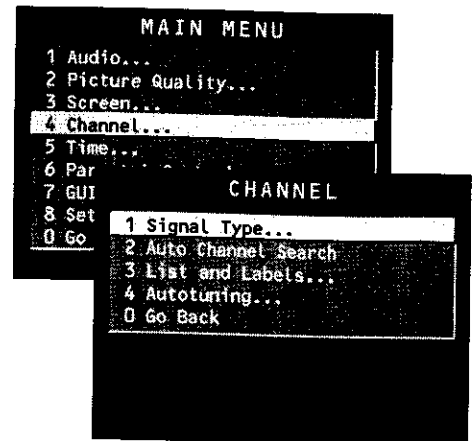 MAIN MENU
1 Audio...
2 Picture Quality...
3 Screen...
4 Channel...
5 Time...
6 Par
7 GUI
8 Set
0 Go
CHANNEL
1 Signal Type...
2 Auto Channel Search
3 List and Labels...
4 Autotuning...
0 Go Back